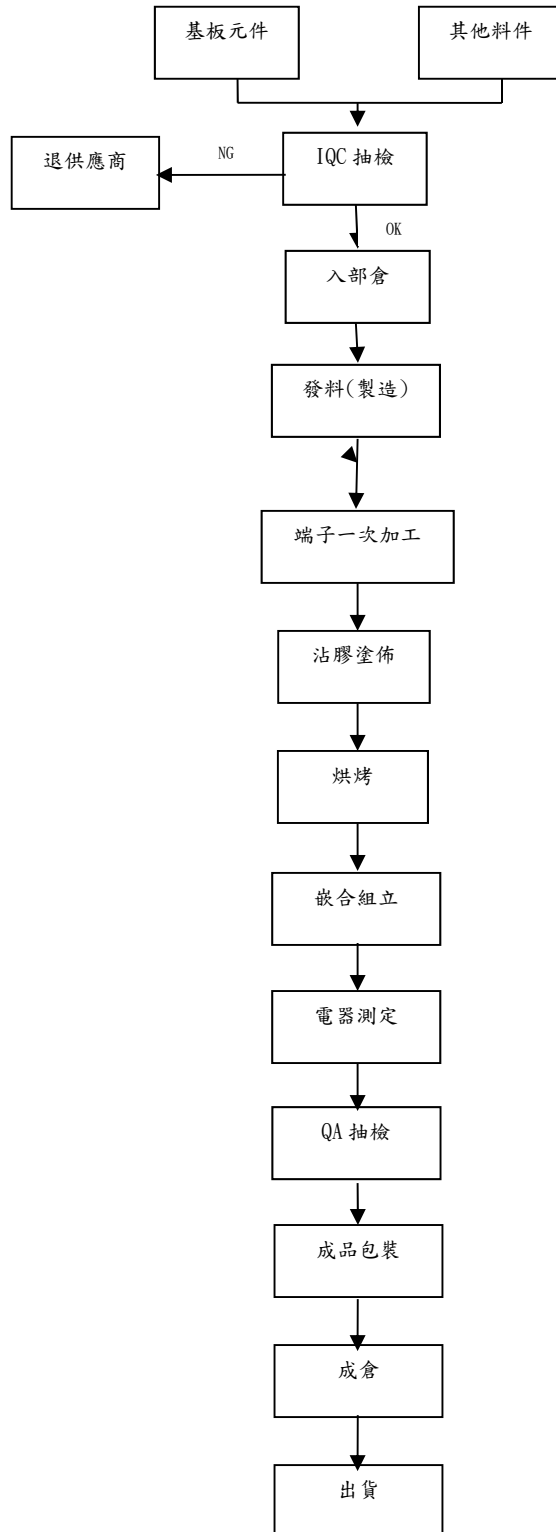 基板元件
其他料件
退供應商
NG
IQC 抽檢
OK
入部倉
發料(製造)
端子一次加工
沾膠塗佈
烘烤
嵌合組立
電器測定
QA 抽檢
成品包裝
成倉
出貨